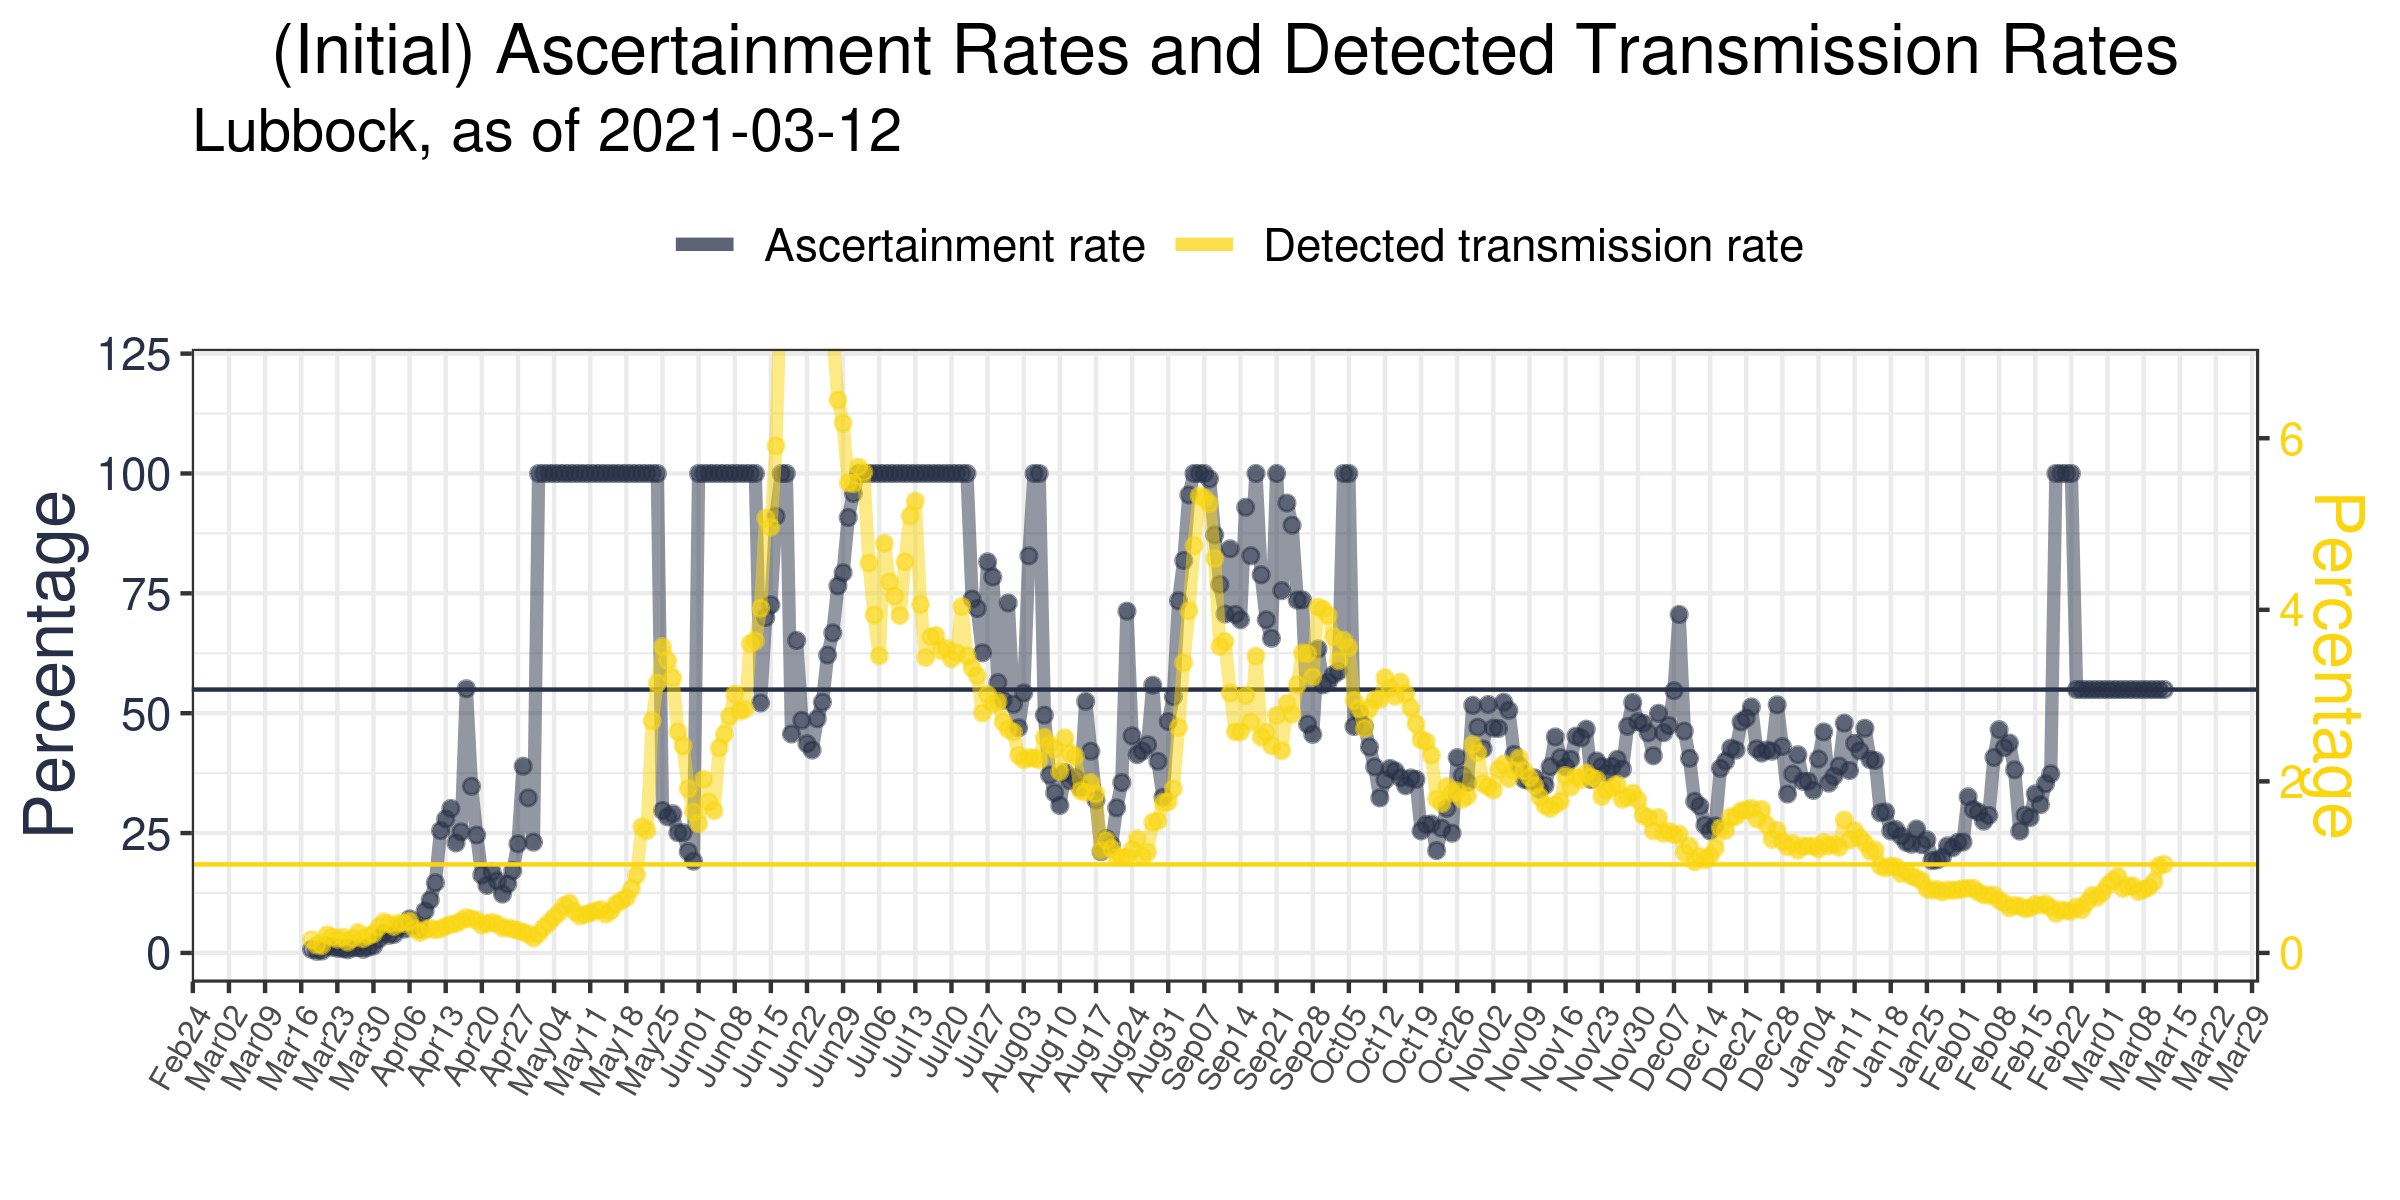 (Initial) Ascertainment Rates and Detected Transmission Rates
Lubbock, as of 2021-03-12
Ascertainment rate
Detected transmission rate
Percentage
125
100
75
50
25
0
6
4
2
0
Percentage
Feb24
Mar02
Mar09
Mar16
Mar23
Mar30
Apr06
Apr13
Apr20
Apr27
May04
May11
May18
May25
Jun01
Jun08
Jun15
Jun22
Jun29
Jul06
Jul13
Jul20
Jul27
Aug03
Aug10
Aug17
Aug24
Aug31
Sep07
Sep14
Sep21
Sep28
Oct05
Oct12
Oct19
Oct26
Nov02
Nov09
Nov16
Nov23
Nov30
Dec07
Dec14
Dec21
Dec28
Jan04
Jan11
Jan18
Jan25
Feb01
Feb08
Feb15
Feb22
Mar01
Mar08
Mar15
Mar22
Mar29